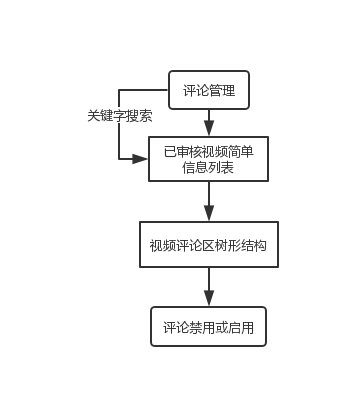 评论管理
关键字搜索
已审核视频简单
信息列表
视频评论区树形结构
评论禁用或启用